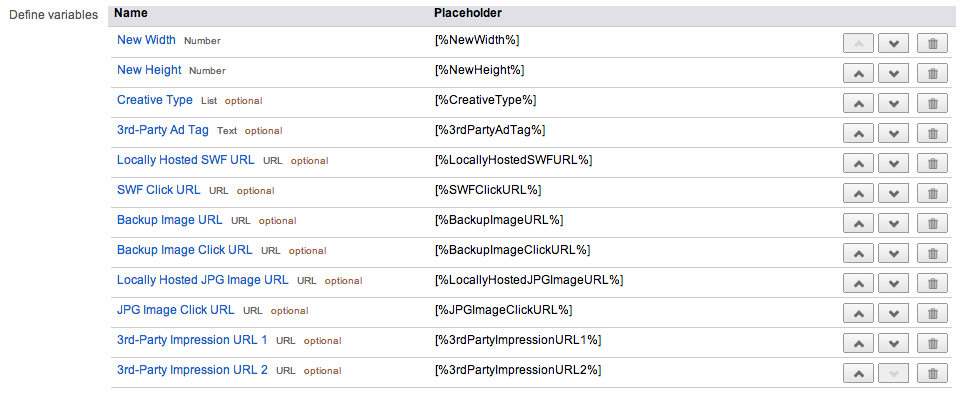 Define variables Name Placeholder
New Width Number [%NewWidth%]
New Height Number [%NewHeight%]
Creative Type List optional [%CreativeType%]
3rd-Party Ad Tag Text optional [%3rdPartyAdTag%]
Locally Hosted SWF URL URL optional [%LocallyHostedSWFURL%]
SWF Click URL URL optional [%SWFClickURL%]
Backup Image URL URL optional [%BackupImageURL%]
Backup Image Click URL URL optional [%BackupImageClickURL%]
Locally Hosted JPG Image URL URL optional [%LocallyHostedJPGImageURL%]
JPG Image Click URL URL optional [%JPGImageClickURL%]
3rd-Party Impression URL 1 URL optional [%3rdPartyImpressionURL1%]
3rd-Party Impression URL 2 URL optional [%3rdPartyImpressionURL2%]